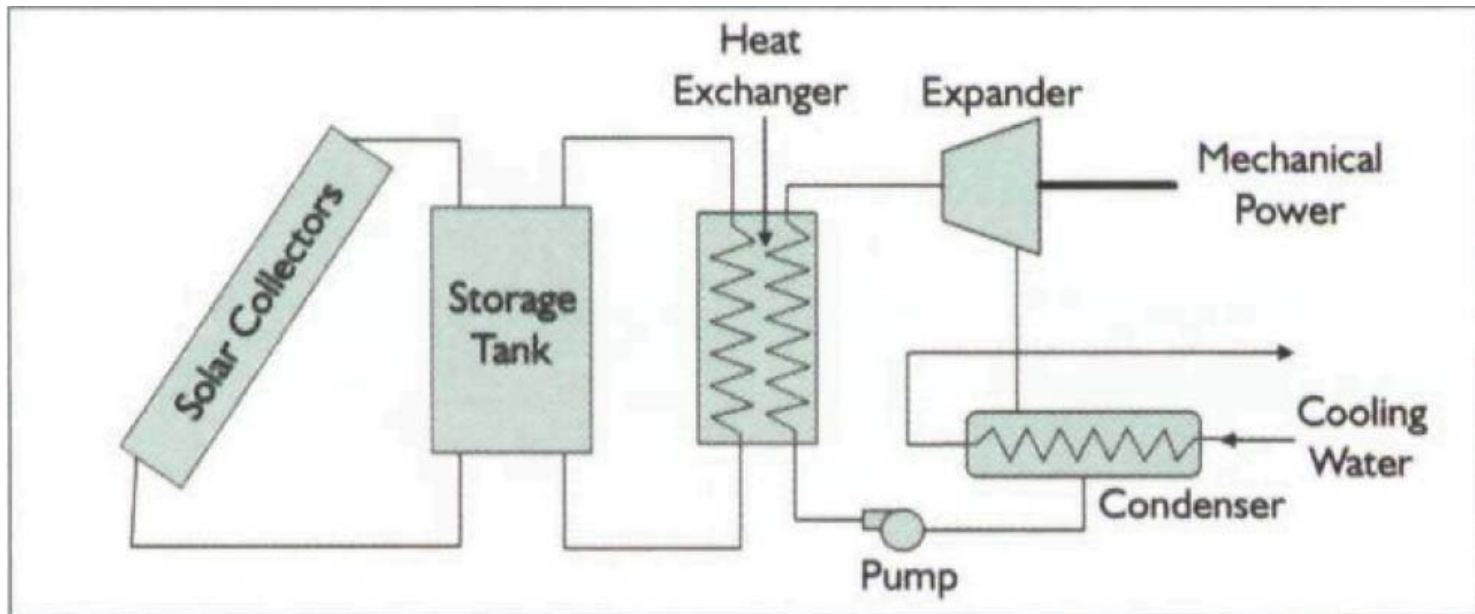 Heat
Exchanger
Expander
Mechanical
Power
Solar Collectors
Storage
Tank
Cooling
Water
Condenser
Pump